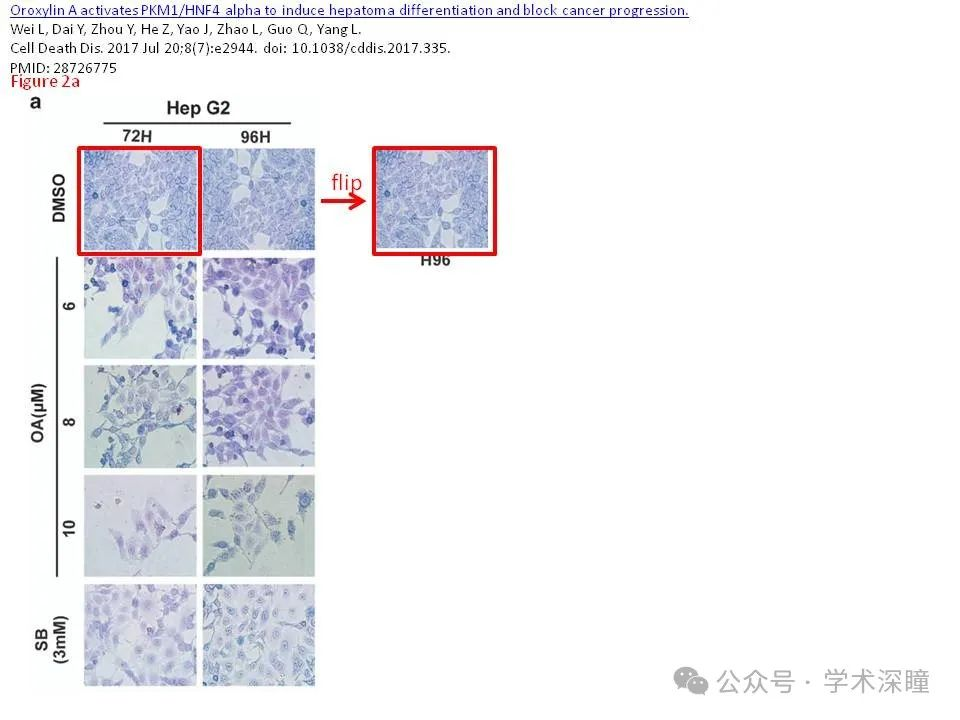 Oroxylin A activates PKM1/HNF4 alpha to induce hepatoma differentiation and block cancer progression.
Wei L, Dai Y, Zhou Y, He Z, Yao J, Zhao L, Guo Q, Yang L.
Cell Death Dis. 2017 Jul 20;8(7):e2944. doi: 10.1038/cddis.2017.335.
PMID: 28726775
Figure 2a
a
Hep G2
72H 96H
DMSO
flip
H96
OA(μM)
6
8
10
SB
(3mM)
公众号 · 学术深瞳